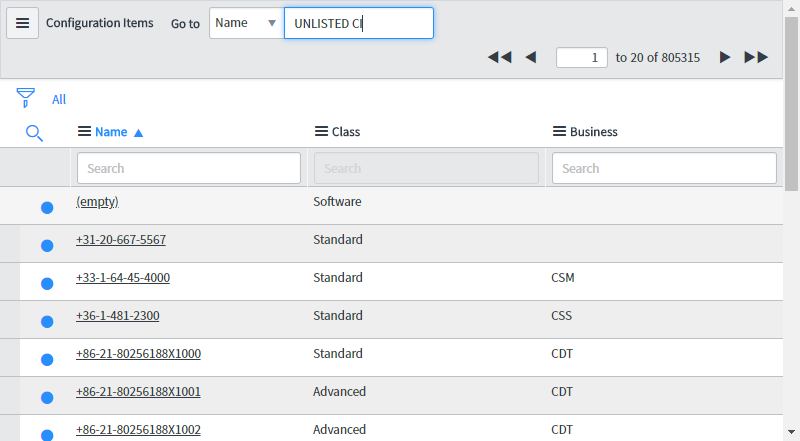 Configuration Items Go to Name UNLISTED CI
1 to 20 of 805315
All
Name Class Business
Search Search Search
(empty) Software
+31-20-667-5567 Standard
+33-1-64-45-4000 Standard CSM
+36-1-481-2300 Standard CSS
+86-21-80256188X1000 Standard CDT
+86-21-80256188X1001 Advanced CDT
+86-21-80256188X1002 Advanced CDT